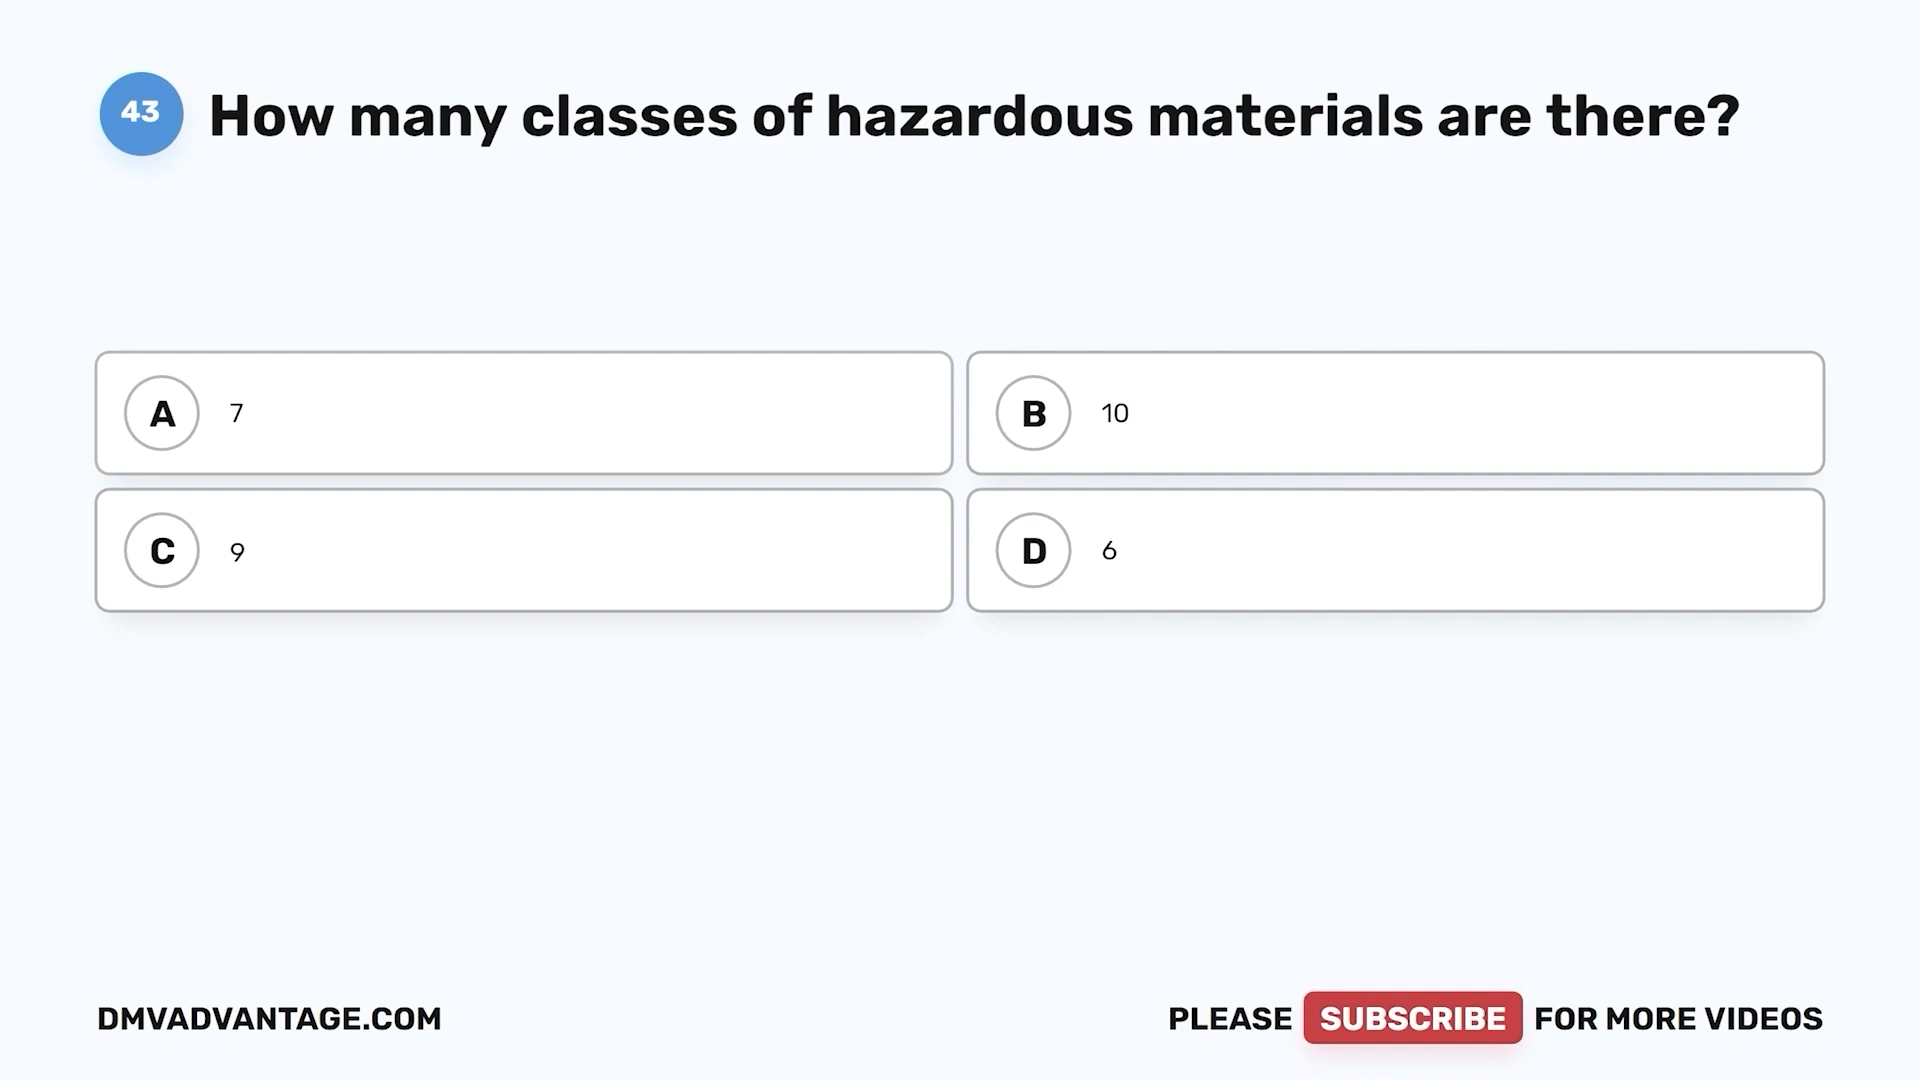 43 How many classes of hazardous materials are there?
A 7
B 10
C 9
D 6
DMVADVANTAGE.COM
PLEASE SUBSCRIBE FOR MORE VIDEOS